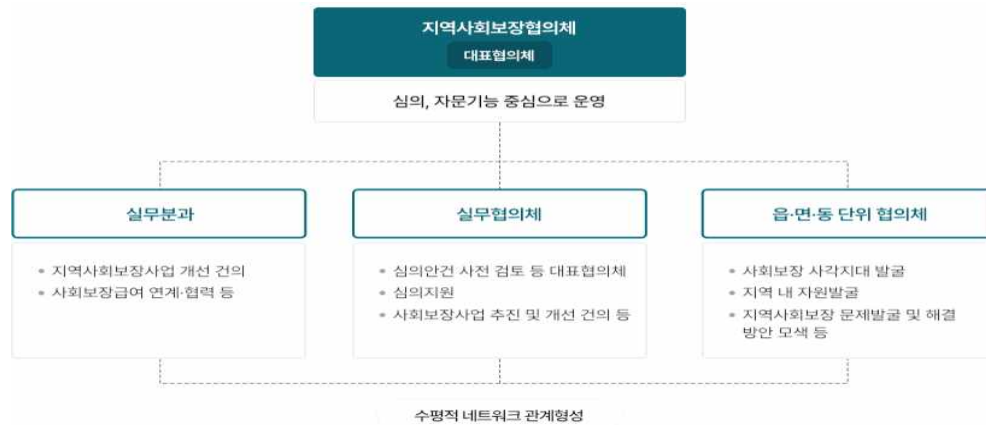 지역사회보장협의체
대표협의체
심의, 자문기능 중심으로 운영
실무분과
• 지역사회보장사업 개선 건의
• 사회보장급여 연계·협력 등
실무협의체
• 심의안건 사전 검토 등 대표협의체
• 심의지원
• 사회보장사업 추진 및 개선 건의 등
읍·면·동 단위 협의체
• 사회보장 사각지대 발굴
• 지역 내 자원발굴
• 지역사회보장 문제발굴 및 해결
방안 모색 등
수평적 네트워크 관계형성